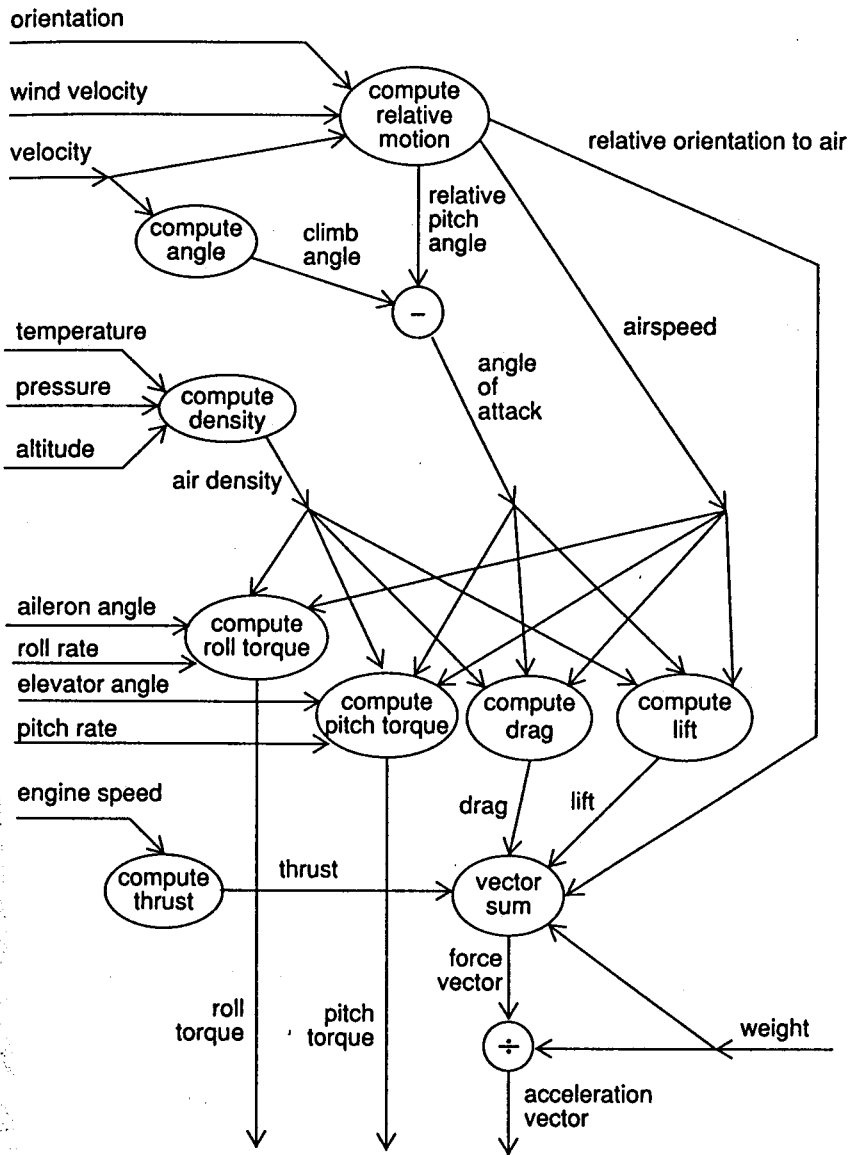 orientation
wind velocity
velocity
compute
relative
motion
relative orientation to air
compute
angle
climb
angle
relative
pitch
angle
−
airspeed
temperature
pressure
altitude
compute
density
angle
of
attack
air density
aileron angle
roll rate
elevator angle
pitch rate
compute
roll torque
compute
pitch torque
compute
drag
compute
lift
engine speed
drag
lift
compute
thrust
thrust
vector
sum
force
vector
roll
torque
pitch
torque
÷
weight
acceleration
vector